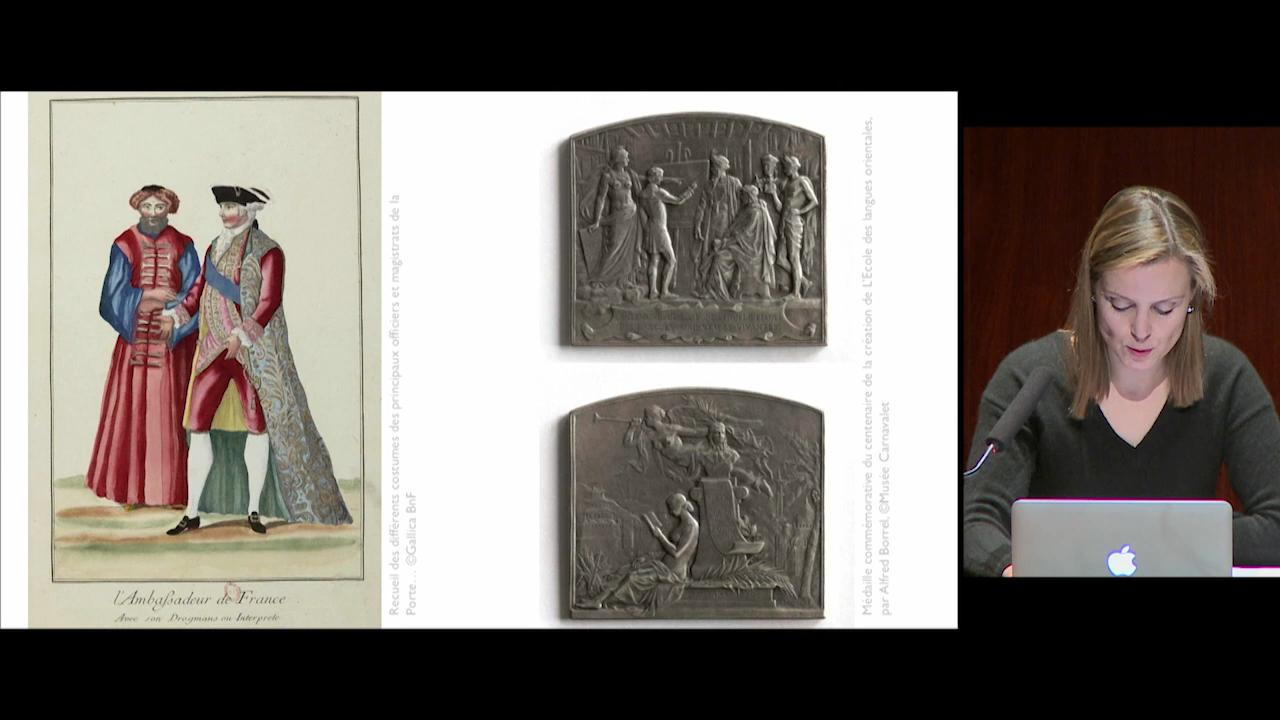 l'Ambaſsadeur de France
Avec son Drogmans ou Interprete
Recueil des différents costumes des principaux officiers et magistrats de la
Porte... ©Gallica BnF
Médaille commémorative du centenaire de la création de L'Ecole des langues orientales,
par Alfred Borrel, ©Musée Carnavalet